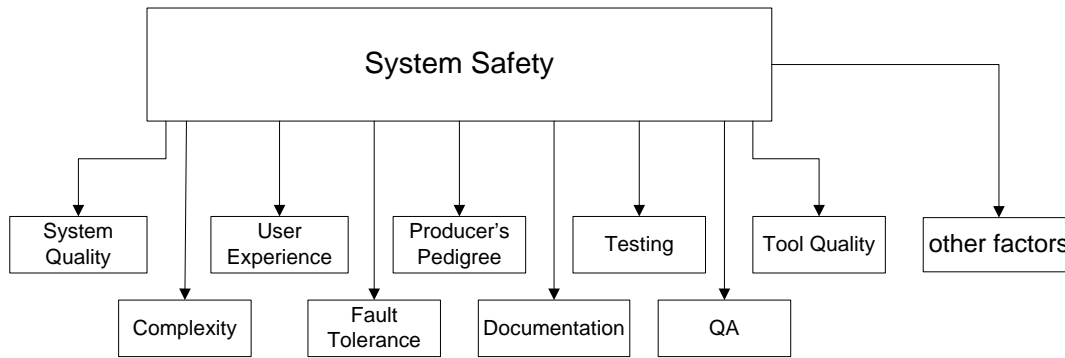 System Safety
System
Quality
User
Experience
Producer's
Pedigree
Testing
Tool Quality
other factors
Complexity
Fault
Tolerance
Documentation
QA